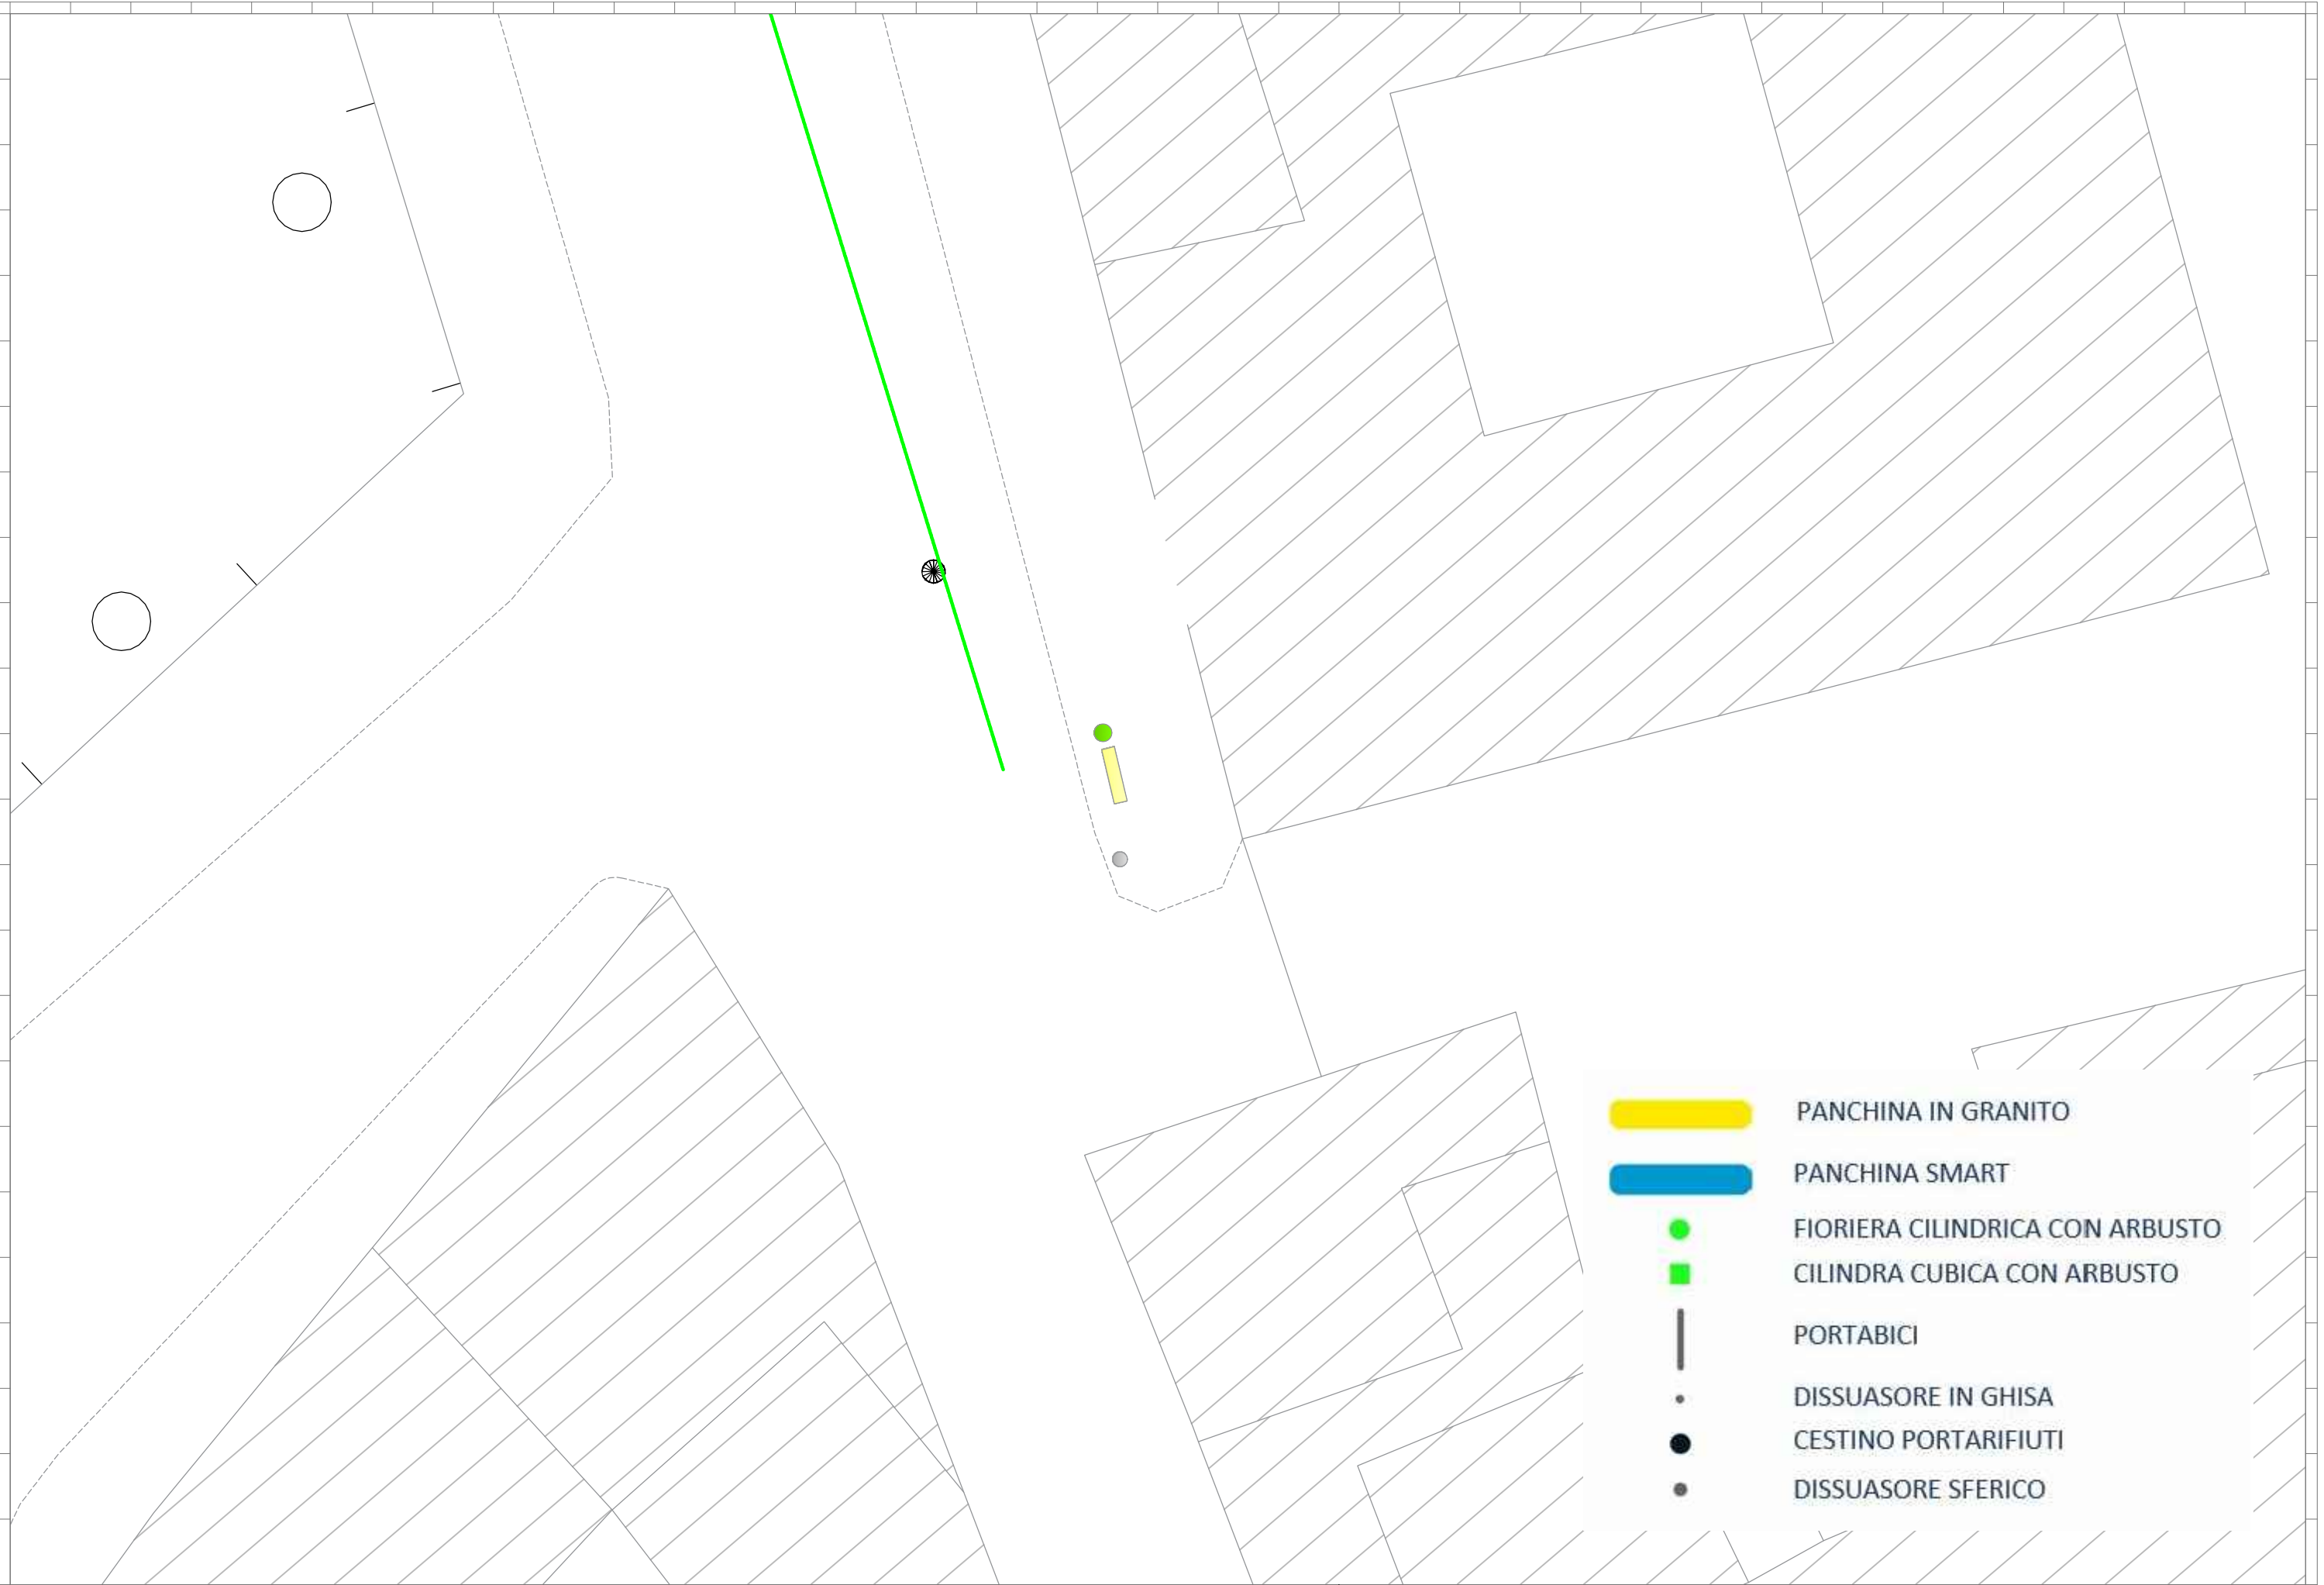 PANCHINA IN GRANITO
PANCHINA SMART
FIORIERA CILINDRICA CON ARBUSTO
CILINDRA CUBICA CON ARBUSTO
PORTABICI
DISSUASORE IN GHISA
CESTINO PORTARIFIUTI
DISSUASORE SFERICO